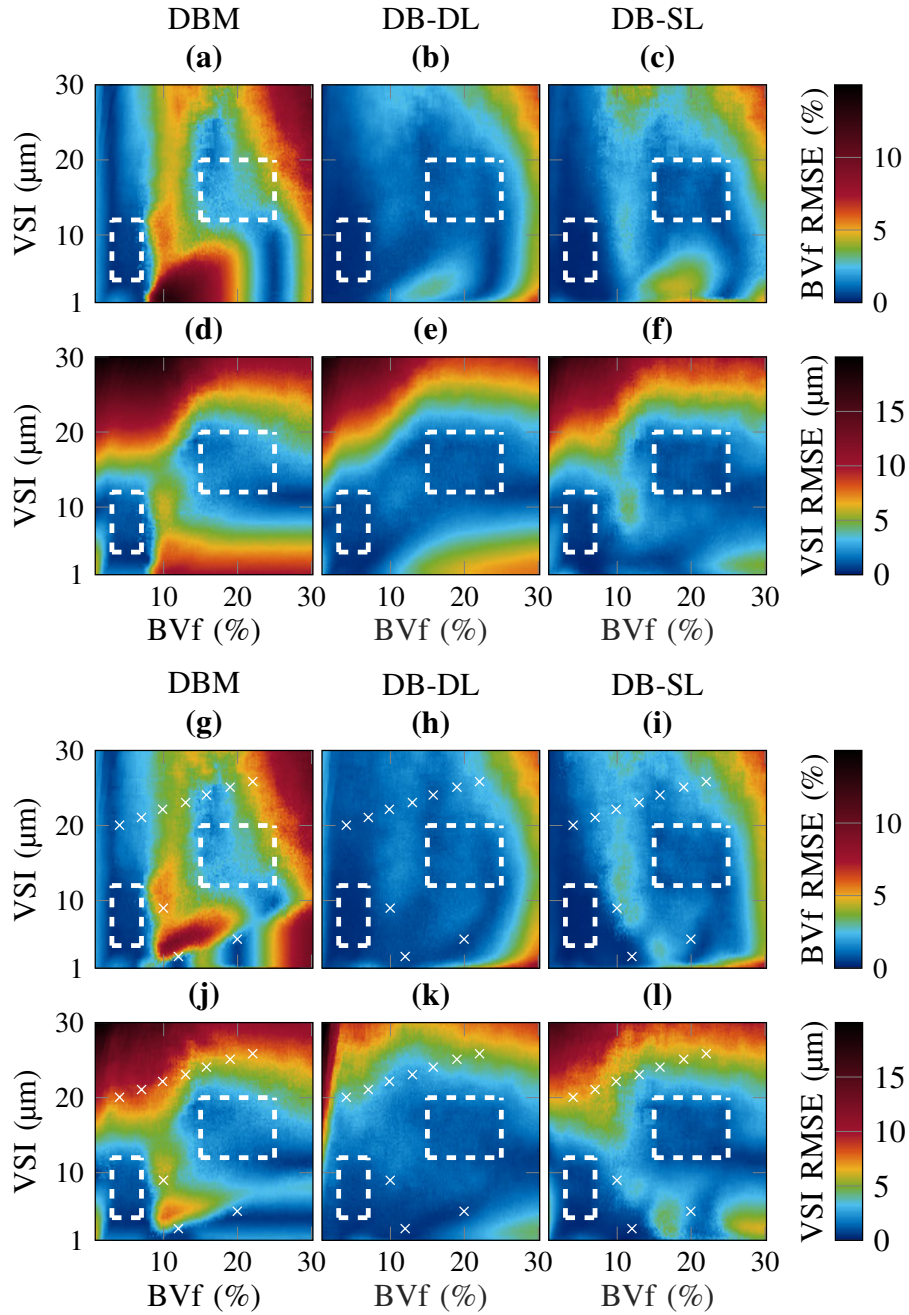 DBM DB-DL DB-SL
(a) (b) (c)
30
20
10
1
VSI (μm)
10
5
0
BVf RMSE (%)
(d) (e) (f)
30
20
10
1
VSI (μm)
15
10
5
0
VSI RMSE (μm)
10 20 30 10 20 30 10 20 30
BVf (%) BVf (%) BVf (%)
DBM DB-DL DB-SL
(g) (h) (i)
30
20
10
1
VSI (μm)
10
5
0
BVf RMSE (%)
(j) (k) (l)
30
20
10
1
VSI (μm)
15
10
5
0
VSI RMSE (μm)
10 20 30 10 20 30 10 20 30
BVf (%) BVf (%) BVf (%)